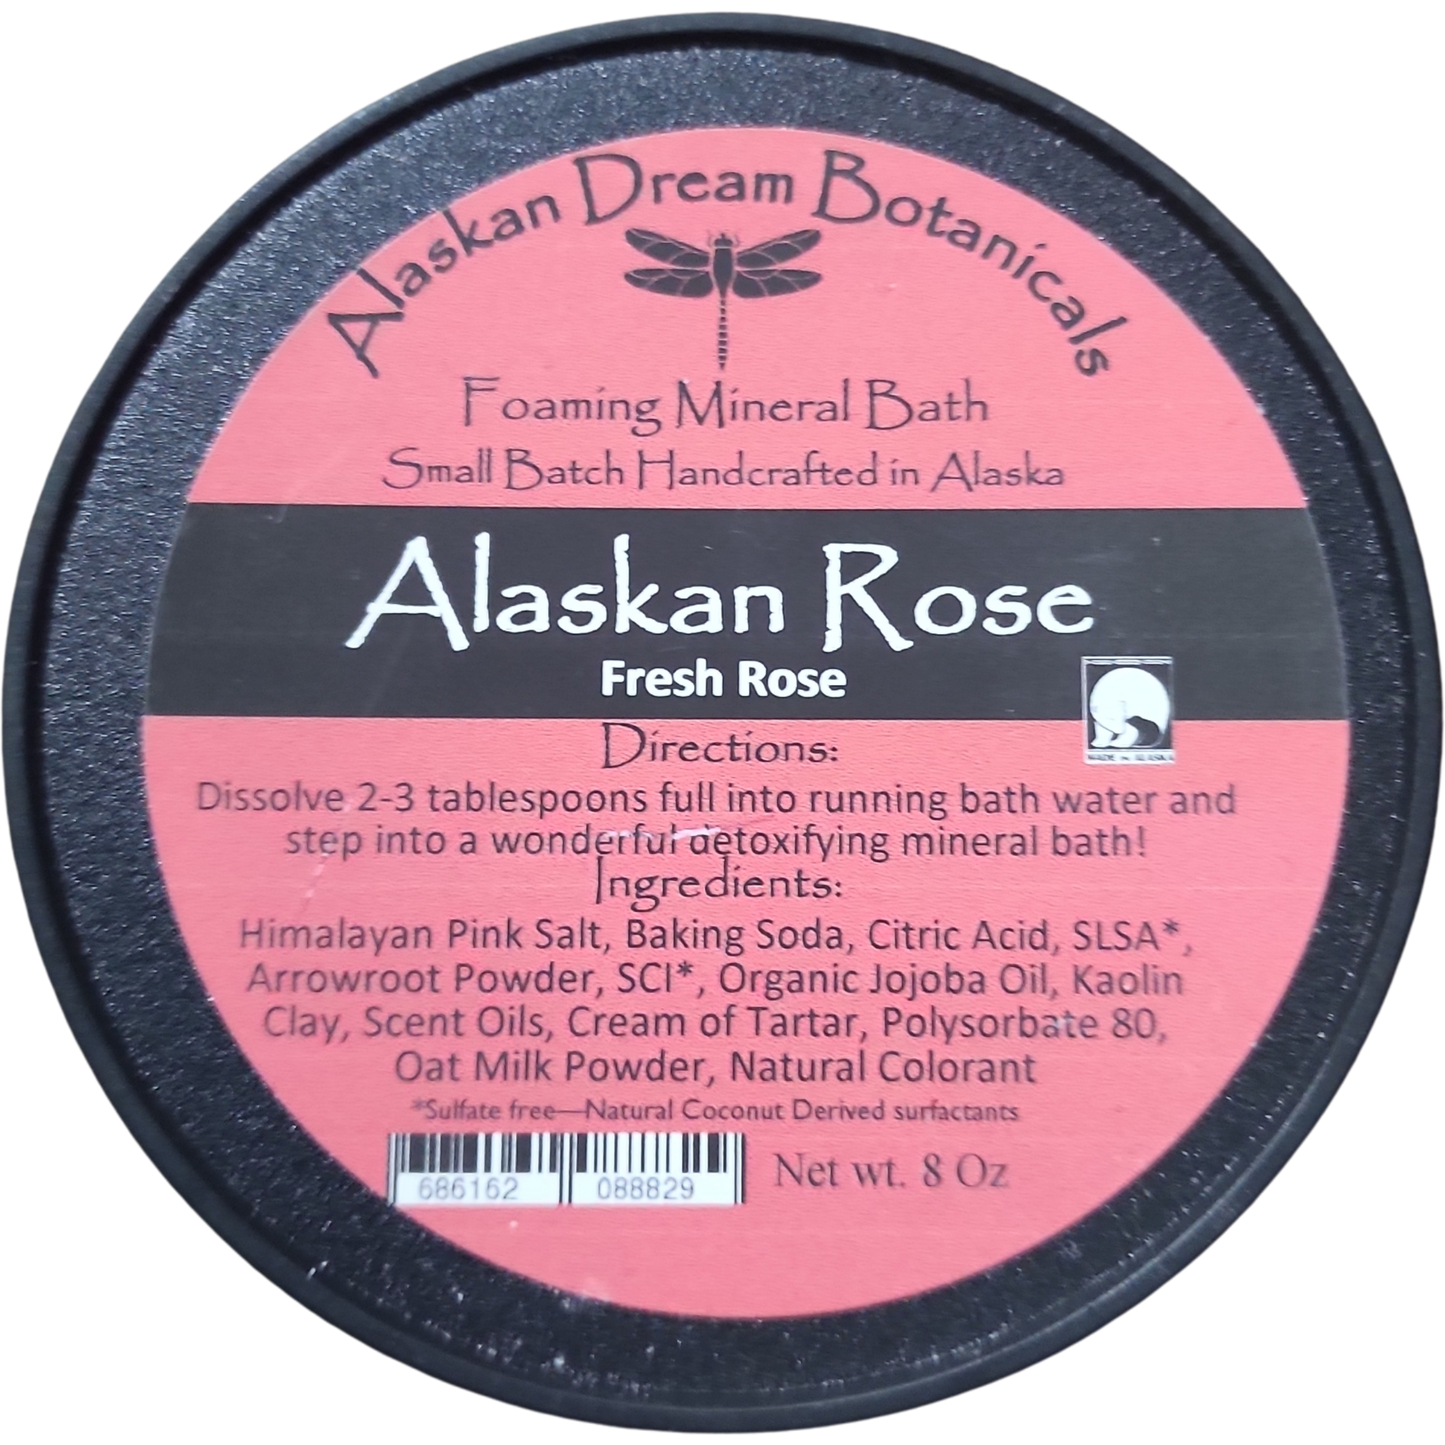 Alaskan Dream Botanicals
Foaming Mineral Bath
Small Batch Handcrafted in Alaska
Alaskan Rose
Fresh Rose
MADE IN ALASKA
Directions:
Dissolve 2-3 tablespoons full into running bath water and
step into a wonderful detoxifying mineral bath!
Ingredients:
Himalayan Pink Salt, Baking Soda, Citric Acid, SLSA*,
Arrowroot Powder, SCI*, Organic Jojoba Oil, Kaolin
Clay, Scent Oils, Cream of Tartar, Polysorbate 80,
Oat Milk Powder, Natural Colorant
*Sulfate free—Natural Coconut Derived surfactants
686162 088829
Net wt. 8 Oz